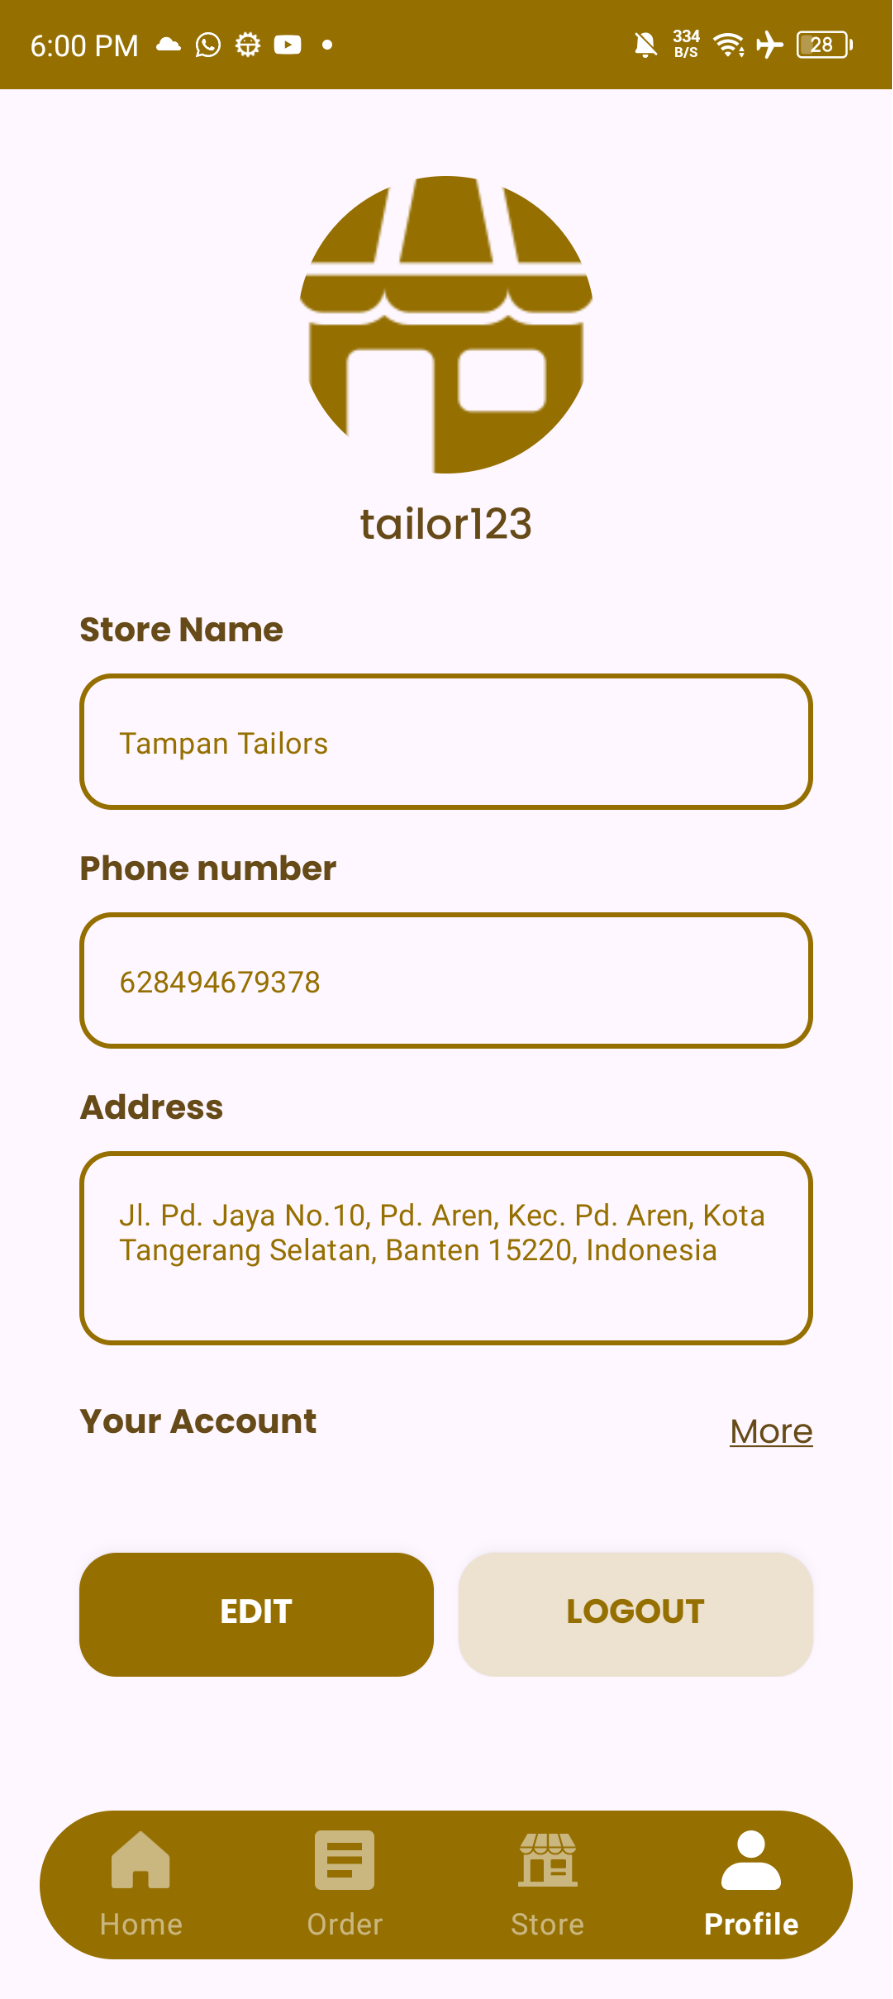 6:00 PM
334
B/S
28
tailor123
Store Name
Tampan Tailors
Phone number
628494679378
Address
Jl. Pd. Jaya No.10, Pd. Aren, Kec. Pd. Aren, Kota
Tangerang Selatan, Banten 15220, Indonesia
Your Account
More
EDIT
LOGOUT
Home
Order
Store
Profile